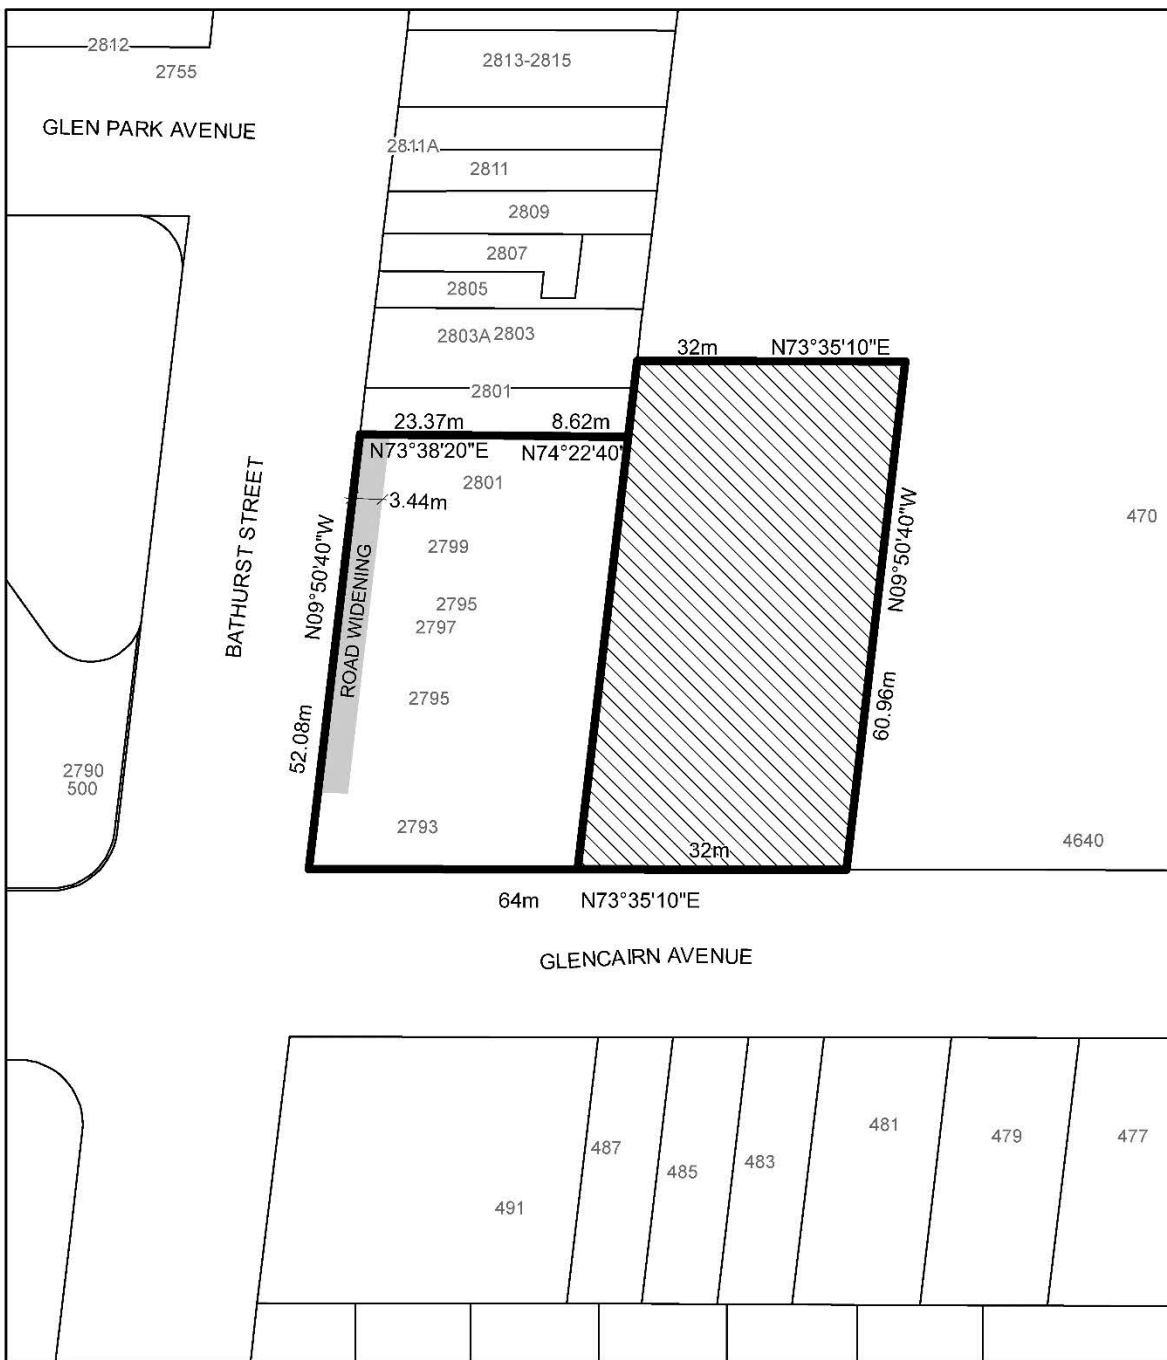 2812
2755
2813-2815
GLEN PARK AVENUE
2811A
2811
2809
2807
2805
2803A 2803
32m N73°35'10"E
2801
23.37m 8.62m
N73°38'20"E N74°22'40"
2801
3.44m
BATHURST STREET
N09°50'40"W
52.08m
ROAD WIDENING
2799
2795
2797
2795
2793
N09°50'40"W
60.96m
470
2790
500
32m
4640
64m N73°35'10"E
GLENCAIRN AVENUE
491
487
485
483
481
479
477